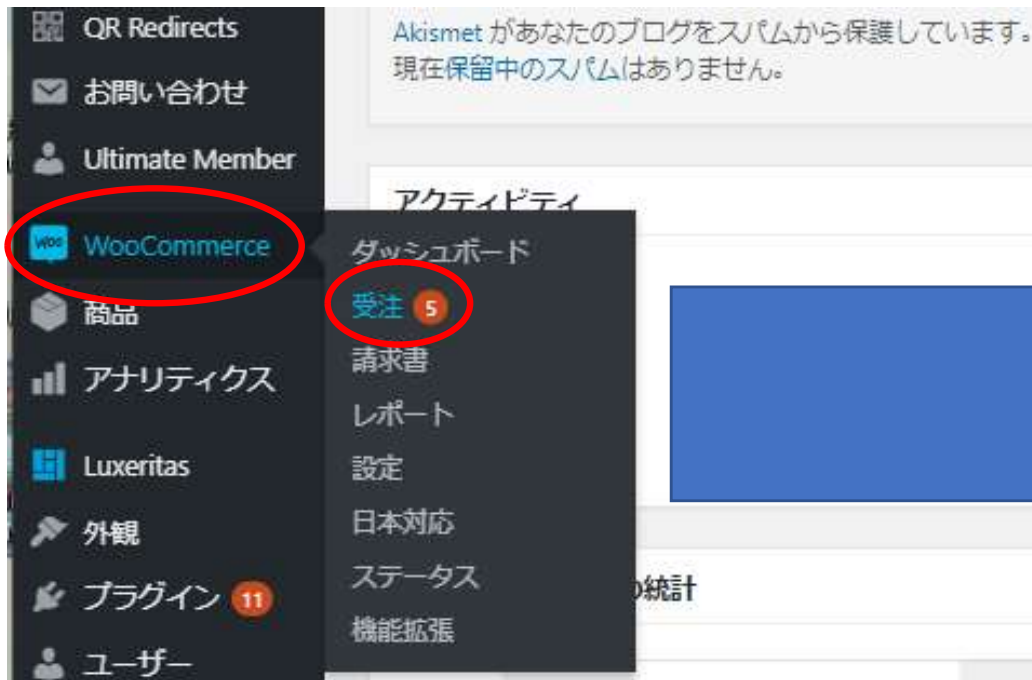 QR Redirects
お問い合わせ
Ultimate Member
Woo WooCommerce
商品
アナリティクス
Luxeritas
外観
プラグイン 11
ユーザー
ダッシュボード
受注 5
請求書
レポート
設定
日本対応
ステータス
機能拡張
Akismet があなたのブログをスパムから保護しています。
現在保留中のスパムはありません。
アクティビティ
の統計